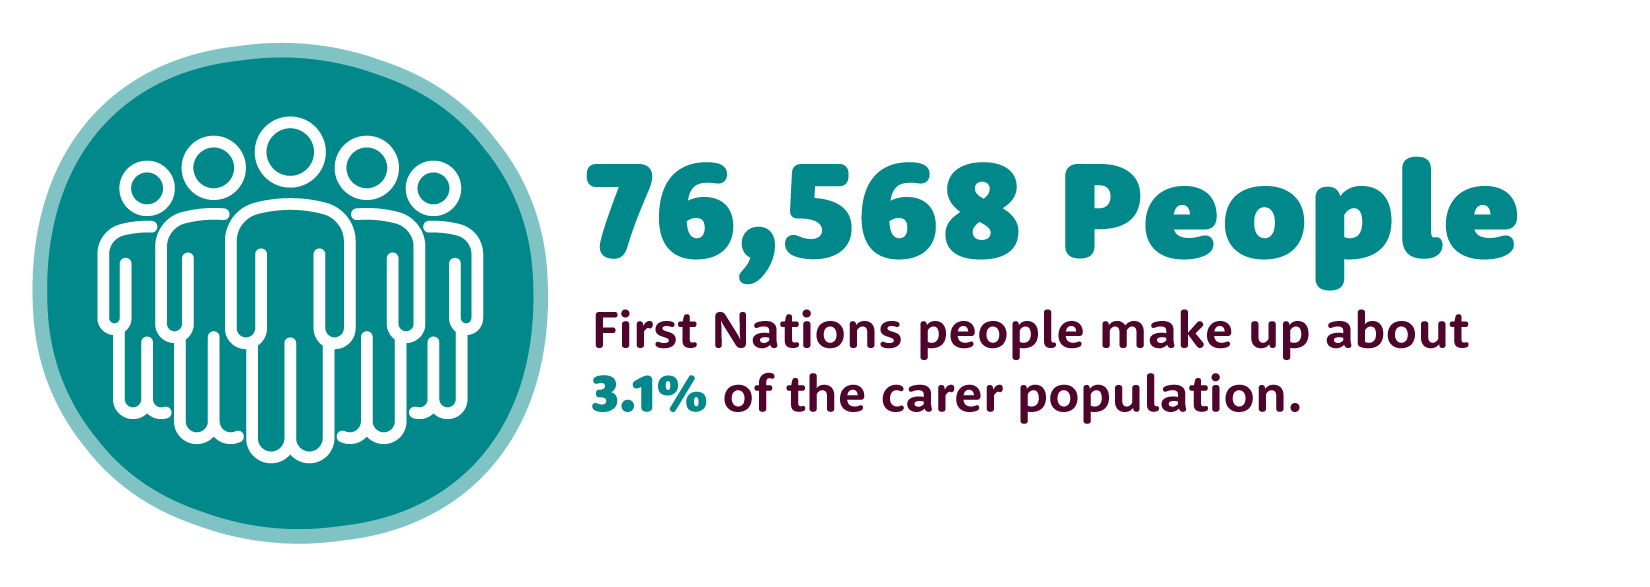 76,568 People
First Nations people make up about
3.1% of the carer population.